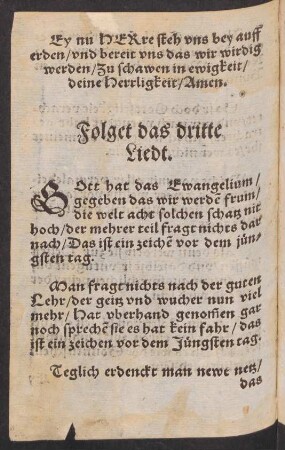 Ey nu HERre steh vns bey auff
erden/vnd bereit vns das wir wirdig
werden/Zu schawen in ewigkeit/
deine Herrligkeit/Amen.
Folget das dritte
Liedt.
GOtt hat das Ewangelium/
gegeben das wir werdē frum/
die welt acht solchen schatz nit
hoch/der mehrer teil fragt nichts dar
nach/Das ist ein zeichē vor dem jün-
gsten tag.
Man fragt nichts nach der guten
Lehr/der geitz vnd wucher nun viel
mehr/Hat vberhand genom̄en gar
noch sprechē sie es hat kein fahr/das
ist ein zeichen vor dem Jüngsten tag.
Teglich erdenckt man newe netz/
das